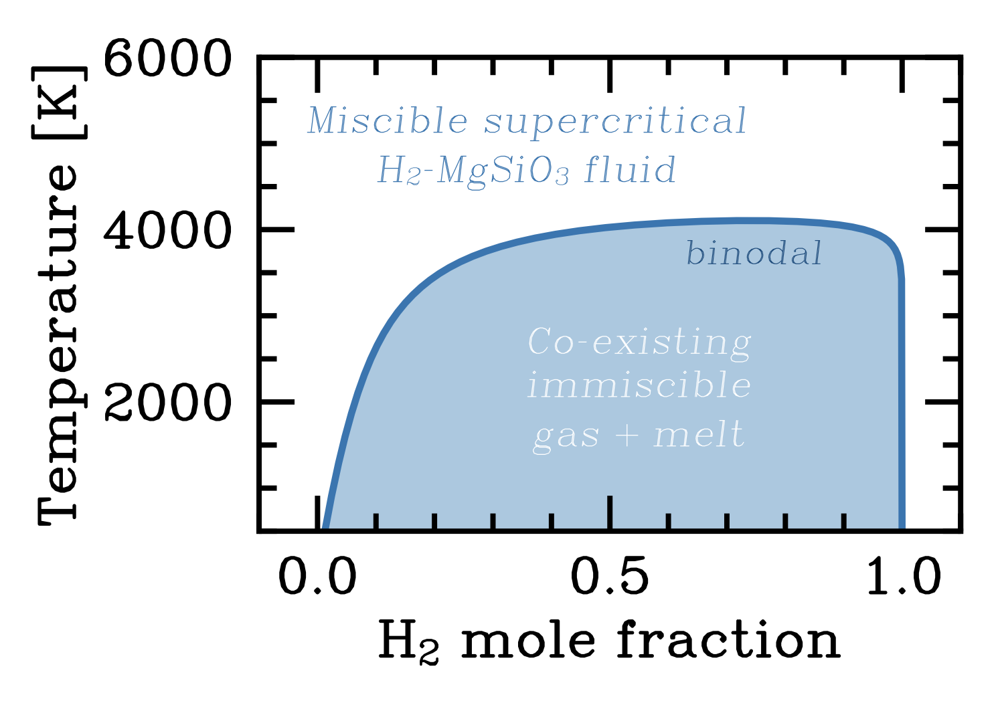 6000
4000
2000
Temperature [K]
Miscible supercritical
H₂-MgSiO₃ fluid
binodal
Co-existing
immiscible
gas + melt
0.0 0.5 1.0
H₂ mole fraction